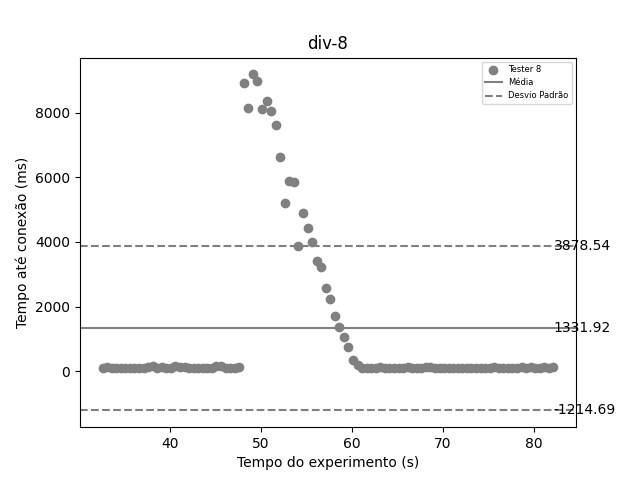 div-8
Tester 8
Média
Desvio Padrão
Tempo até conexão (ms)
8000
6000
4000
2000
0
3878.54
1331.92
-1214.69
40
50
60
70
80
Tempo do experimento (s)